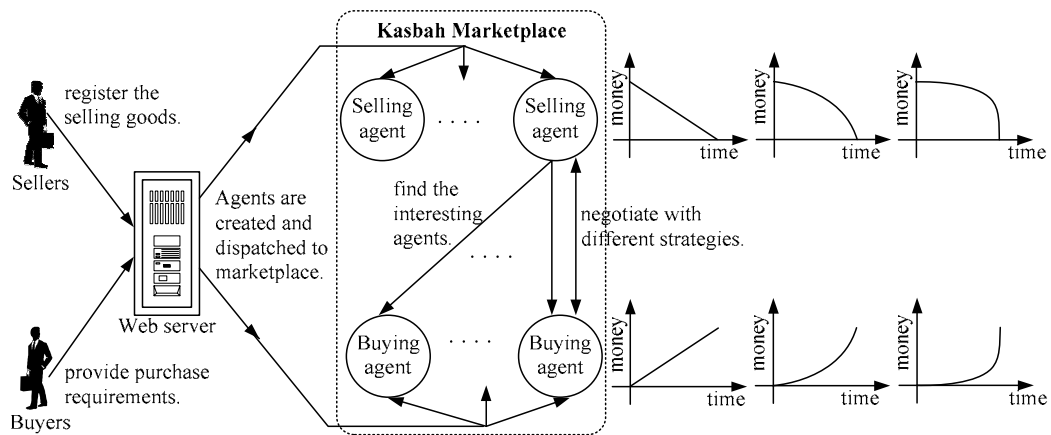 Kasbah Marketplace
register the
selling goods.
Sellers
Selling
agent
. . . .
Selling
agent
money
time
money
time
money
time
Agents are
created and
dispatched to
marketplace.
find the
interesting
agents.
negotiate with
different strategies.
. . . .
Web server
Buyers
provide purchase
requirements.
Buying
agent
. . . .
Buying
agent
money
time
money
time
money
time